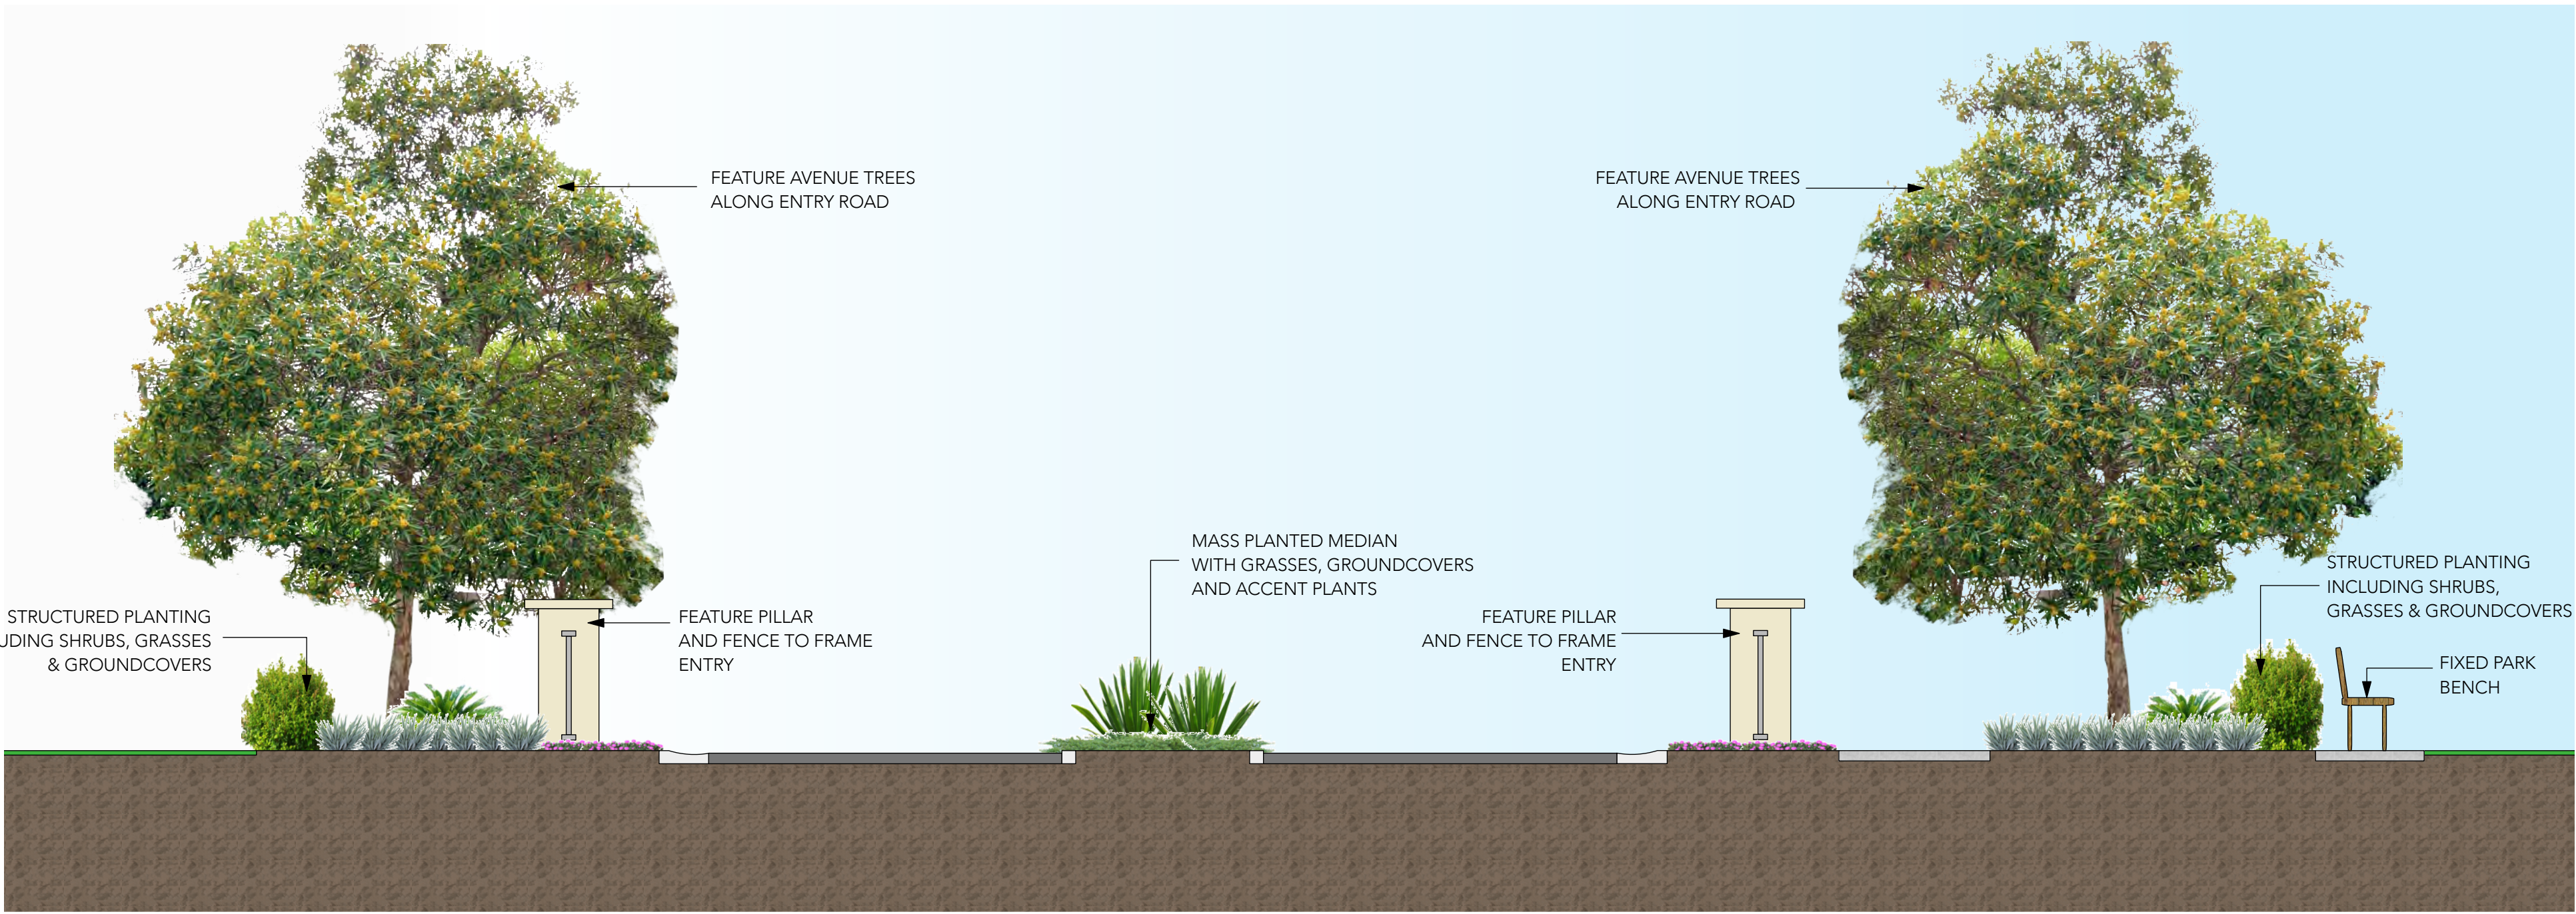 FEATURE AVENUE TREES
ALONG ENTRY ROAD
FEATURE AVENUE TREES
ALONG ENTRY ROAD
STRUCTURED PLANTING
SHRUBS, GRASSES
& GROUNDCOVERS
FEATURE PILLAR
AND FENCE TO FRAME
ENTRY
MASS PLANTED MEDIAN
WITH GRASSES, GROUNDCOVERS
AND ACCENT PLANTS
FEATURE PILLAR
AND FENCE TO FRAME
ENTRY
STRUCTURED PLANTING
INCLUDING SHRUBS,
GRASSES & GROUNDCOVERS
FIXED PARK
BENCH